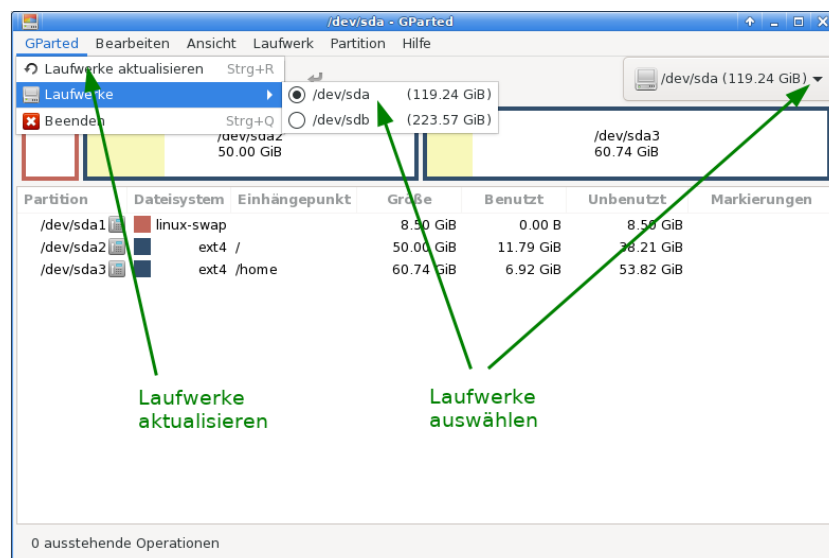 /dev/sda - GParted
GParted Bearbeiten Ansicht Laufwerk Partition Hilfe
Laufwerke aktualisieren Strg+R
/dev/sda (119.24 GiB)
Laufwerke
/dev/sda (119.24 GiB)
Beenden Strg+Q
/dev/sdb (223.57 GiB)
/dev/sda2
50.00 GiB
/dev/sda3
60.74 GiB
Partition Dateisystem Einhängepunkt Größe Benutzt Unbenutzt Markierungen
/dev/sda1 linux-swap 8.50 GiB 0.00 B 8.50 GiB
/dev/sda2 ext4 / 50.00 GiB 11.79 GiB 38.21 GiB
/dev/sda3 ext4 /home 60.74 GiB 6.92 GiB 53.82 GiB
Laufwerke
aktualisieren
Laufwerke
auswählen
0 ausstehende Operationen